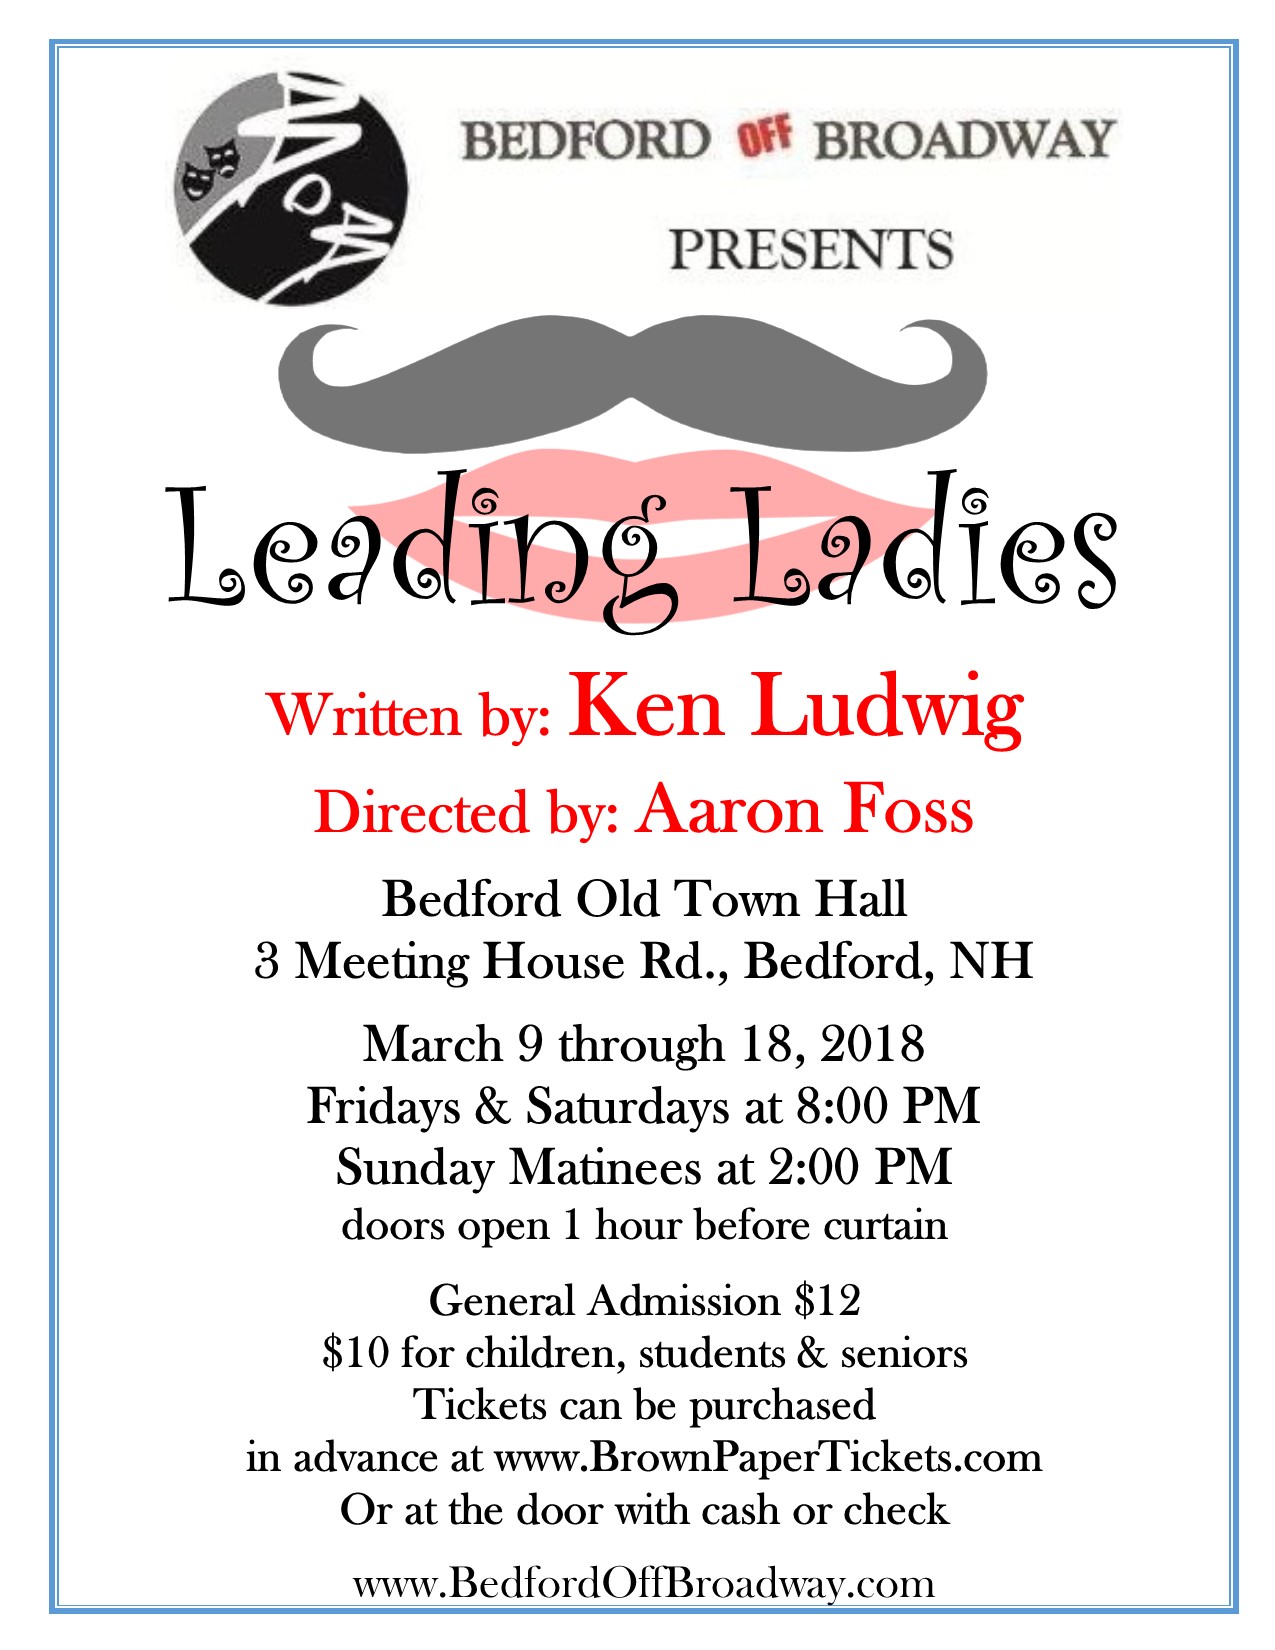 BOB
BEDFORD OFF BROADWAY
PRESENTS
Leading Ladies
Written by: Ken Ludwig
Directed by: Aaron Foss
Bedford Old Town Hall
3 Meeting House Rd., Bedford, NH
March 9 through 18, 2018
Fridays & Saturdays at 8:00 PM
Sunday Matinees at 2:00 PM
doors open 1 hour before curtain
General Admission $12
$10 for children, students & seniors
Tickets can be purchased
in advance at www.BrownPaperTickets.com
Or at the door with cash or check
www.BedfordOffBroadway.com